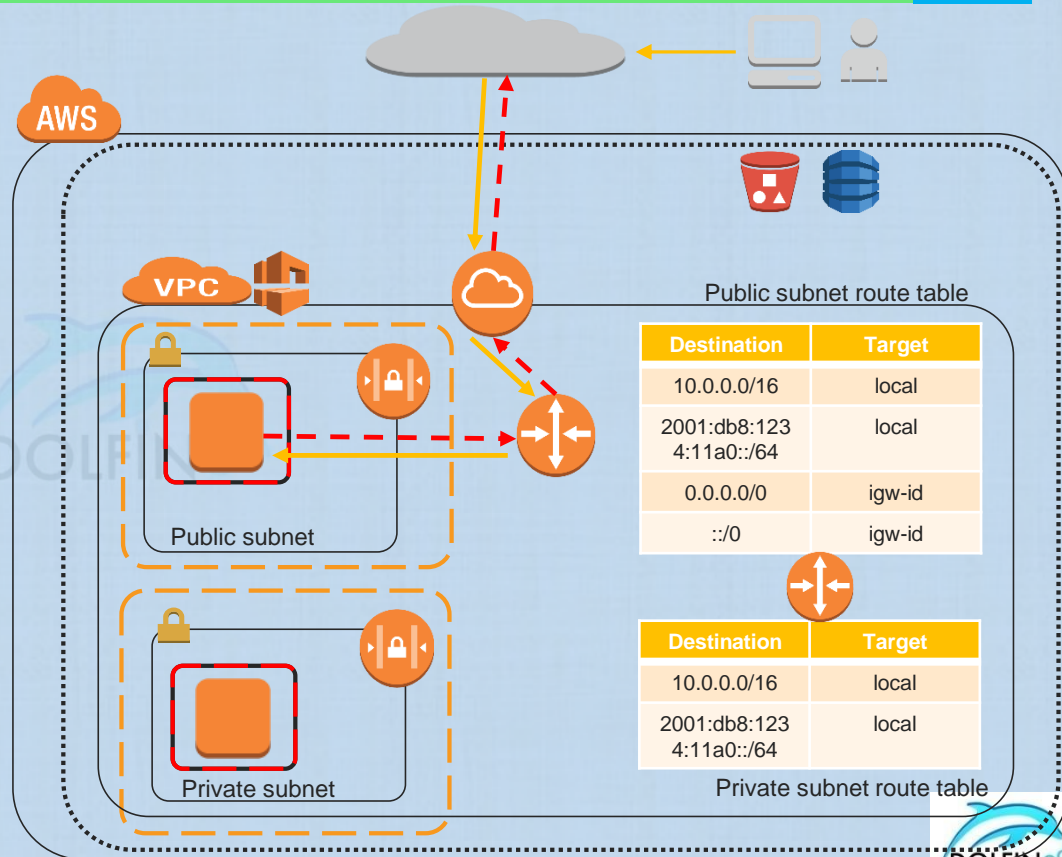 AWS
VPC
Public subnet route table
Destination Target
10.0.0.0/16 local
2001:db8:123 local
4:11a0::/64
0.0.0.0/0 igw-id
::/0 igw-id
DOLFIN
Public subnet
Destination Target
10.0.0.0/16 local
2001:db8:123 local
4:11a0::/64
Private subnet
Private subnet route table
DOLFIN